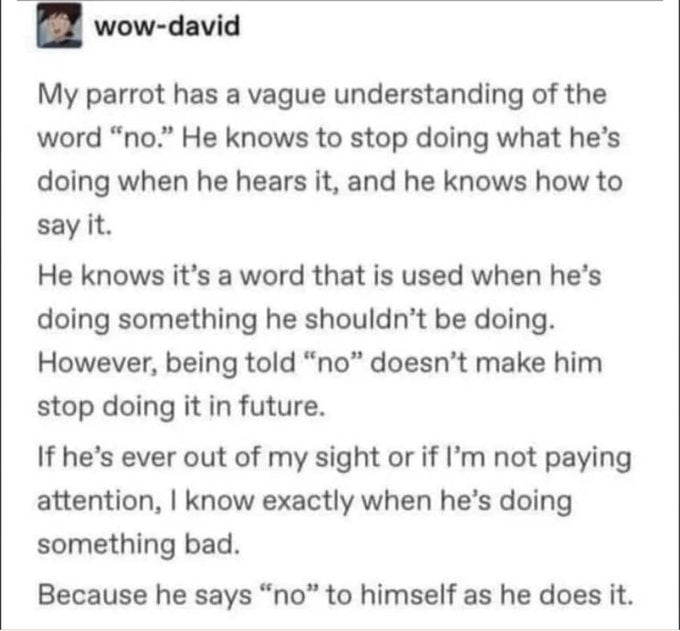 wow-david
My parrot has a vague understanding of the
word “no.” He knows to stop doing what he’s
doing when he hears it, and he knows how to
say it.
He knows it’s a word that is used when he’s
doing something he shouldn’t be doing.
However, being told “no” doesn’t make him
stop doing it in future.
If he’s ever out of my sight or if I’m not paying
attention, I know exactly when he’s doing
something bad.
Because he says “no” to himself as he does it.